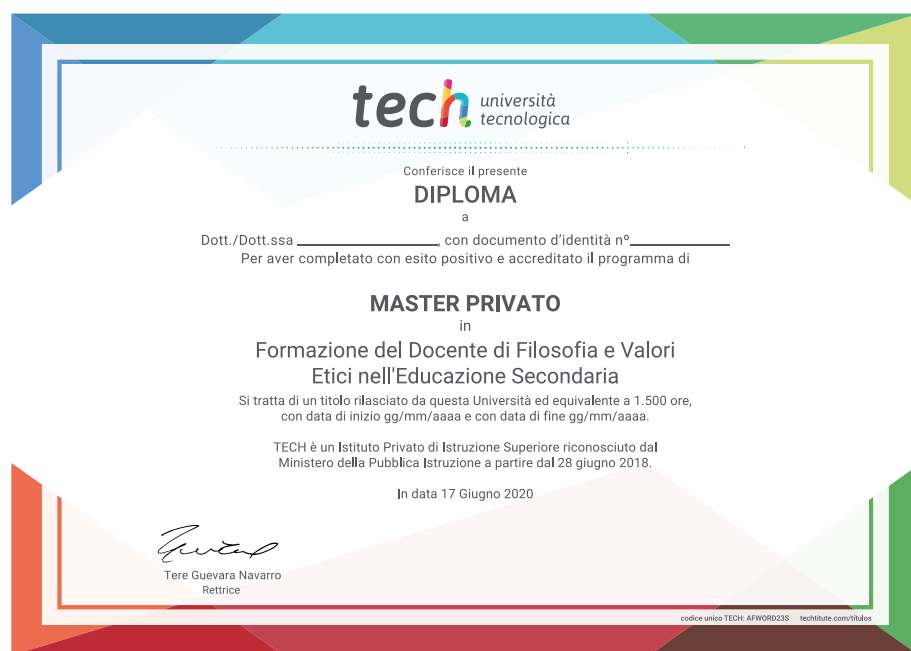 tech università
tecnologica
Conferisce il presente
DIPLOMA
a
Dott./Dott.ssa ____________________, con documento d'identità nº______________
Per aver completato con esito positivo e accreditato il programma di
MASTER PRIVATO
in
Formazione del Docente di Filosofia e Valori
Etici nell'Educazione Secondaria
Si tratta di un titolo rilasciato da questa Università ed equivalente a 1.500 ore,
con data di inizio gg/mm/aaaa e con data di fine gg/mm/aaaa.
TECH è un Istituto Privato di Istruzione Superiore riconosciuto dal
Ministero della Pubblica Istruzione a partire dal 28 giugno 2018.
In data 17 Giugno 2020
Tere Guevara Navarro
Rettrice
codice unico TECH: AFWORD23S techtitute.com/titulos